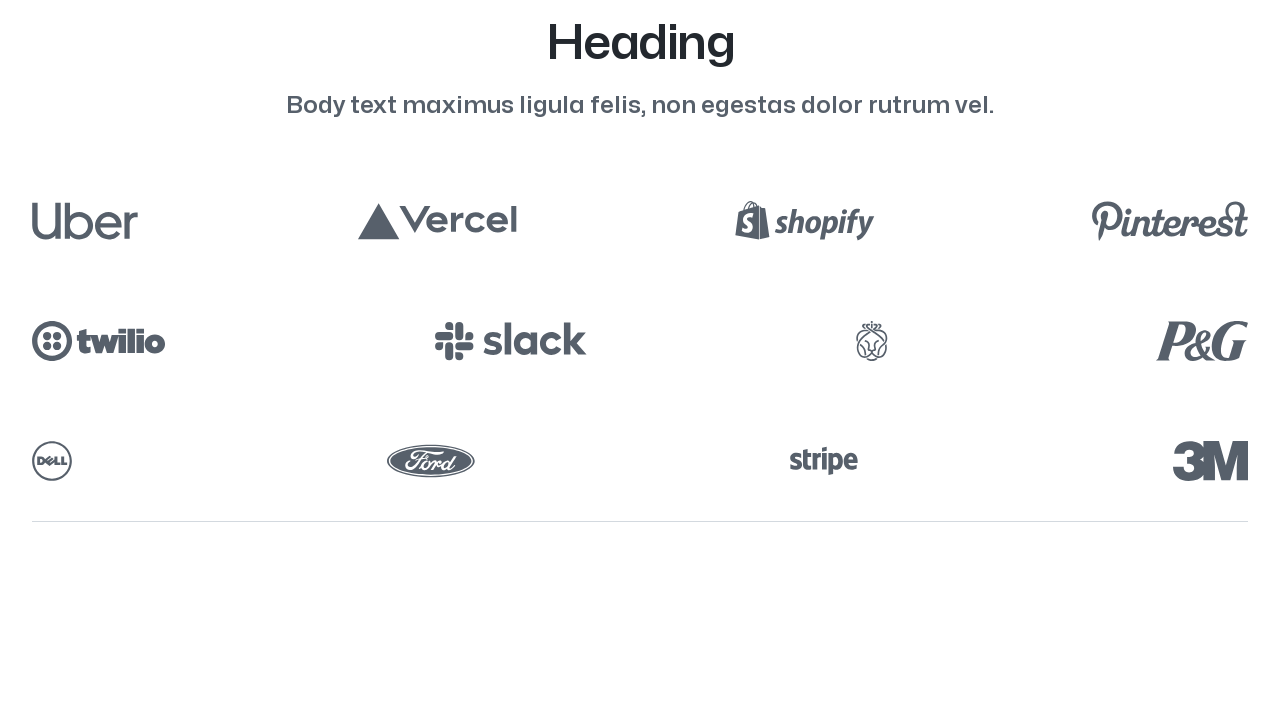 Heading
Body text maximus ligula felis, non egestas dolor rutrum vel.
Uber Vercel shopify Pinterest
twilio slack P&G
DELL Ford stripe 3M